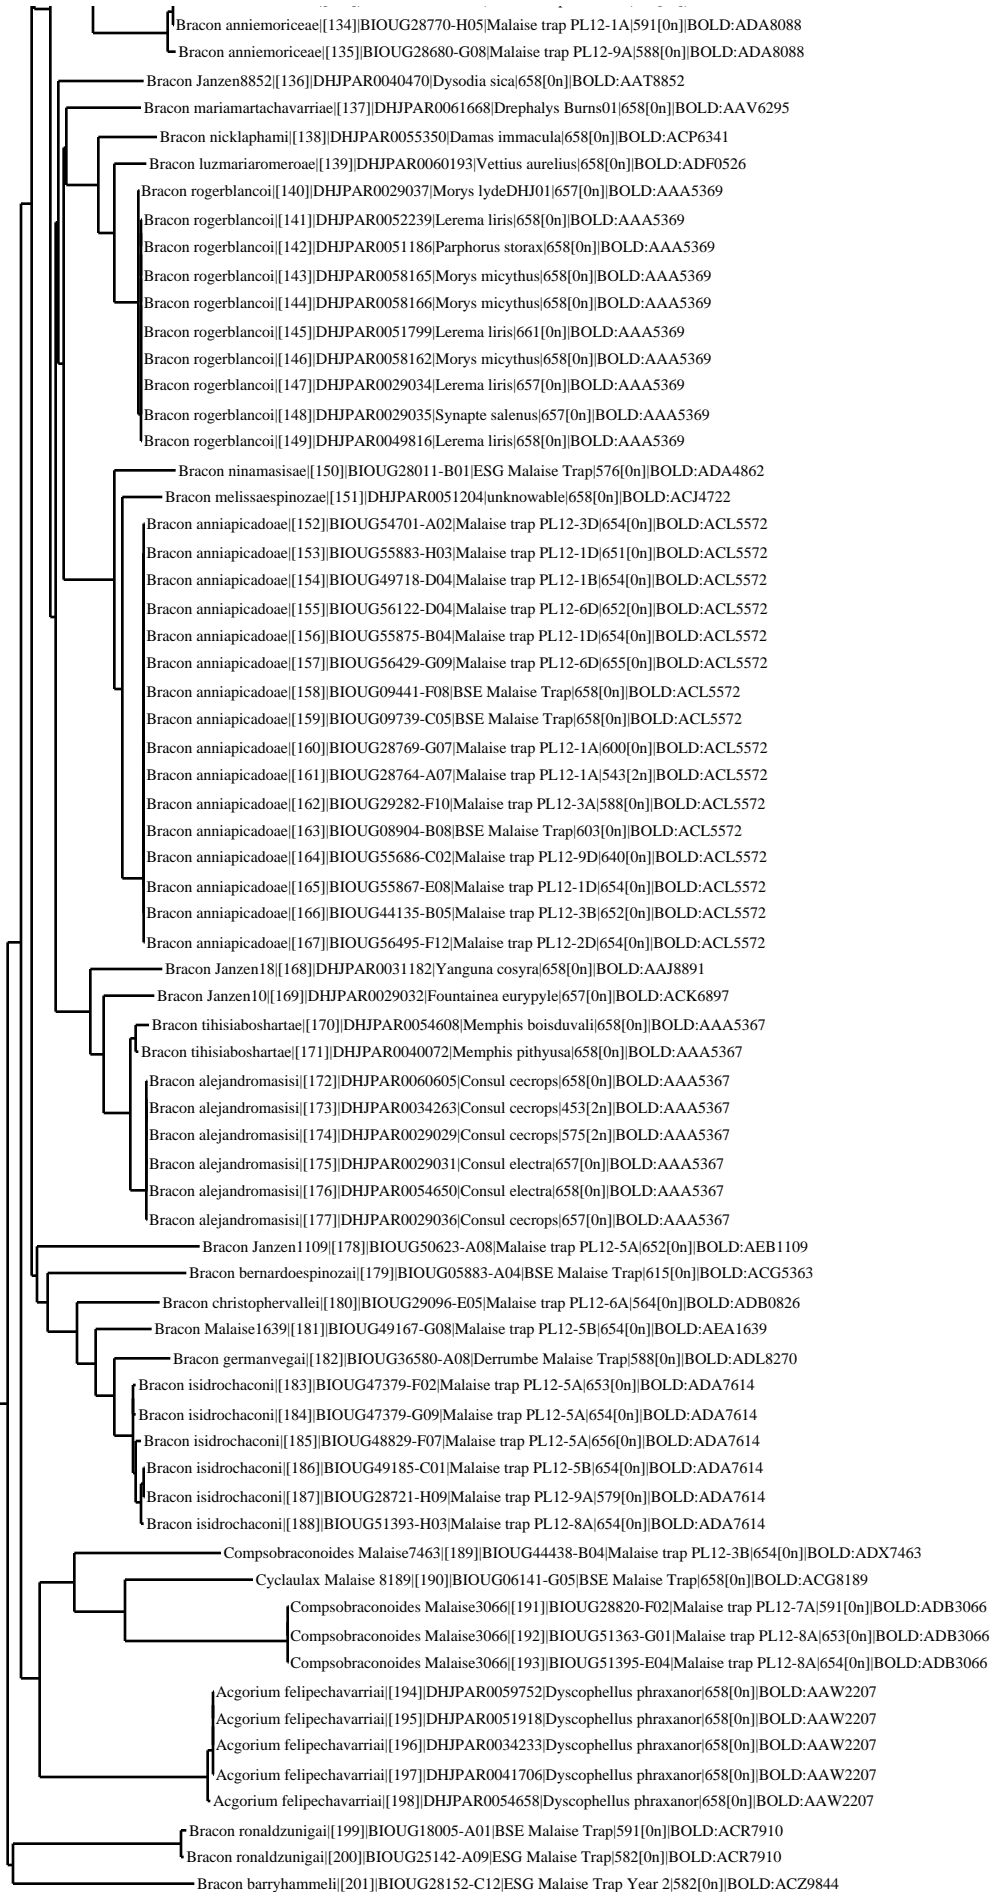 Bracon anniemoriceae|[134]|BIOUG28770-H05|Malaise trap PL12-1A|591[0n]|BOLD:ADA8088
Bracon anniemoriceae|[135]|BIOUG28680-G08|Malaise trap PL12-9A|588[0n]|BOLD:ADA8088
Bracon Janzen8852|[136]|DHJPAR0040470|Dysodia sica|658[0n]|BOLD:AAT8852
Bracon mariamartachavarriae|[137]|DHJPAR0061668|Drephalys Burns01|658[0n]|BOLD:AAV6295
Bracon nicklaphami|[138]|DHJPAR0055350|Damas immacula|658[0n]|BOLD:ACP6341
Bracon luzmariaromeroae|[139]|DHJPAR0060193|Vettius aurelius|658[0n]|BOLD:ADF0526
Bracon rogerblancoi|[140]|DHJPAR0029037|Morys lydeDHJ01|657[0n]|BOLD:AAA5369
Bracon rogerblancoi|[141]|DHJPAR0052239|Lerema liris|658[0n]|BOLD:AAA5369
Bracon rogerblancoi|[142]|DHJPAR0051186|Parphorus storax|658[0n]|BOLD:AAA5369
Bracon rogerblancoi|[143]|DHJPAR0058165|Morys micythus|658[0n]|BOLD:AAA5369
Bracon rogerblancoi|[144]|DHJPAR0058166|Morys micythus|658[0n]|BOLD:AAA5369
Bracon rogerblancoi|[145]|DHJPAR0051799|Lerema liris|661[0n]|BOLD:AAA5369
Bracon rogerblancoi|[146]|DHJPAR0058162|Morys micythus|658[0n]|BOLD:AAA5369
Bracon rogerblancoi|[147]|DHJPAR0029034|Lerema liris|657[0n]|BOLD:AAA5369
Bracon rogerblancoi|[148]|DHJPAR0029035|Synapte salenus|657[0n]|BOLD:AAA5369
Bracon rogerblancoi|[149]|DHJPAR0049816|Lerema liris|658[0n]|BOLD:AAA5369
Bracon ninamasisae|[150]|BIOUG28011-B01|ESG Malaise Trap|576[0n]|BOLD:ADA4862
Bracon melissaespinozae|[151]|DHJPAR0051204|unknowable|658[0n]|BOLD:ACJ4722
Bracon anniapicadoae|[152]|BIOUG54701-A02|Malaise trap PL12-3D|654[0n]|BOLD:ACL5572
Bracon anniapicadoae|[153]|BIOUG55883-H03|Malaise trap PL12-1D|651[0n]|BOLD:ACL5572
Bracon anniapicadoae|[154]|BIOUG49718-D04|Malaise trap PL12-1B|654[0n]|BOLD:ACL5572
Bracon anniapicadoae|[155]|BIOUG56122-D04|Malaise trap PL12-6D|652[0n]|BOLD:ACL5572
Bracon anniapicadoae|[156]|BIOUG55875-B04|Malaise trap PL12-1D|654[0n]|BOLD:ACL5572
Bracon anniapicadoae|[157]|BIOUG56429-G09|Malaise trap PL12-6D|655[0n]|BOLD:ACL5572
Bracon anniapicadoae|[158]|BIOUG09441-F08|BSE Malaise Trap|658[0n]|BOLD:ACL5572
Bracon anniapicadoae|[159]|BIOUG09739-C05|BSE Malaise Trap|658[0n]|BOLD:ACL5572
Bracon anniapicadoae|[160]|BIOUG28769-G07|Malaise trap PL12-1A|600[0n]|BOLD:ACL5572
Bracon anniapicadoae|[161]|BIOUG28764-A07|Malaise trap PL12-1A|543[2n]|BOLD:ACL5572
Bracon anniapicadoae|[162]|BIOUG29282-F10|Malaise trap PL12-3A|588[0n]|BOLD:ACL5572
Bracon anniapicadoae|[163]|BIOUG08904-B08|BSE Malaise Trap|603[0n]|BOLD:ACL5572
Bracon anniapicadoae|[164]|BIOUG55686-C02|Malaise trap PL12-9D|640[0n]|BOLD:ACL5572
Bracon anniapicadoae|[165]|BIOUG55867-E08|Malaise trap PL12-1D|654[0n]|BOLD:ACL5572
Bracon anniapicadoae|[166]|BIOUG44135-B05|Malaise trap PL12-3B|652[0n]|BOLD:ACL5572
Bracon anniapicadoae|[167]|BIOUG56495-F12|Malaise trap PL12-2D|654[0n]|BOLD:ACL5572
Bracon Janzen18|[168]|DHJPAR0031182|Yanguna cosyra|658[0n]|BOLD:AAJ8891
Bracon Janzen10|[169]|DHJPAR0029032|Fountainea eurypyle|657[0n]|BOLD:ACK6897
Bracon tihisiaboshartae|[170]|DHJPAR0054608|Memphis boisduvali|658[0n]|BOLD:AAA5367
Bracon tihisiaboshartae|[171]|DHJPAR0040072|Memphis pithyusa|658[0n]|BOLD:AAA5367
Bracon alejandromasisi|[172]|DHJPAR0060605|Consul cecrops|658[0n]|BOLD:AAA5367
Bracon alejandromasisi|[173]|DHJPAR0034263|Consul cecrops|453[2n]|BOLD:AAA5367
Bracon alejandromasisi|[174]|DHJPAR0029029|Consul cecrops|575[2n]|BOLD:AAA5367
Bracon alejandromasisi|[175]|DHJPAR0029031|Consul electra|657[0n]|BOLD:AAA5367
Bracon alejandromasisi|[176]|DHJPAR0054650|Consul electra|658[0n]|BOLD:AAA5367
Bracon alejandromasisi|[177]|DHJPAR0029036|Consul cecrops|657[0n]|BOLD:AAA5367
Bracon Janzen1109|[178]|BIOUG50623-A08|Malaise trap PL12-5A|652[0n]|BOLD:AEB1109
Bracon bernardoespinozai|[179]|BIOUG05883-A04|BSE Malaise Trap|615[0n]|BOLD:ACG5363
Bracon christophervallei|[180]|BIOUG29096-E05|Malaise trap PL12-6A|564[0n]|BOLD:ADB0826
Bracon Malaise1639|[181]|BIOUG49167-G08|Malaise trap PL12-5B|654[0n]|BOLD:AEA1639
Bracon germanvegai|[182]|BIOUG36580-A08|Derrumbe Malaise Trap|588[0n]|BOLD:ADL8270
Bracon isidrochaconi|[183]|BIOUG47379-F02|Malaise trap PL12-5A|653[0n]|BOLD:ADA7614
Bracon isidrochaconi|[184]|BIOUG47379-G09|Malaise trap PL12-5A|654[0n]|BOLD:ADA7614
Bracon isidrochaconi|[185]|BIOUG48829-F07|Malaise trap PL12-5A|656[0n]|BOLD:ADA7614
Bracon isidrochaconi|[186]|BIOUG49185-C01|Malaise trap PL12-5B|654[0n]|BOLD:ADA7614
Bracon isidrochaconi|[187]|BIOUG28721-H09|Malaise trap PL12-9A|579[0n]|BOLD:ADA7614
Bracon isidrochaconi|[188]|BIOUG51393-H03|Malaise trap PL12-8A|654[0n]|BOLD:ADA7614
Compsobraconoides Malaise7463|[189]|BIOUG44438-B04|Malaise trap PL12-3B|654[0n]|BOLD:ADX7463
Cyclaulax Malaise 8189|[190]|BIOUG06141-G05|BSE Malaise Trap|658[0n]|BOLD:ACG8189
Compsobraconoides Malaise3066|[191]|BIOUG28820-F02|Malaise trap PL12-7A|591[0n]|BOLD:ADB3066
Compsobraconoides Malaise3066|[192]|BIOUG51363-G01|Malaise trap PL12-8A|653[0n]|BOLD:ADB3066
Compsobraconoides Malaise3066|[193]|BIOUG51395-E04|Malaise trap PL12-8A|654[0n]|BOLD:ADB3066
Acgorium felipechavarriai|[194]|DHJPAR0059752|Dyscophellus phraxanor|658[0n]|BOLD:AAW2207
Acgorium felipechavarriai|[195]|DHJPAR0051918|Dyscophellus phraxanor|658[0n]|BOLD:AAW2207
Acgorium felipechavarriai|[196]|DHJPAR0034233|Dyscophellus phraxanor|658[0n]|BOLD:AAW2207
Acgorium felipechavarriai|[197]|DHJPAR0041706|Dyscophellus phraxanor|658[0n]|BOLD:AAW2207
Acgorium felipechavarriai|[198]|DHJPAR0054658|Dyscophellus phraxanor|658[0n]|BOLD:AAW2207
Bracon ronaldzunigai|[199]|BIOUG18005-A01|BSE Malaise Trap|591[0n]|BOLD:ACR7910
Bracon ronaldzunigai|[200]|BIOUG25142-A09|ESG Malaise Trap|582[0n]|BOLD:ACR7910
Bracon barryhammeli|[201]|BIOUG28152-C12|ESG Malaise Trap Year 2|582[0n]|BOLD:ACZ9844